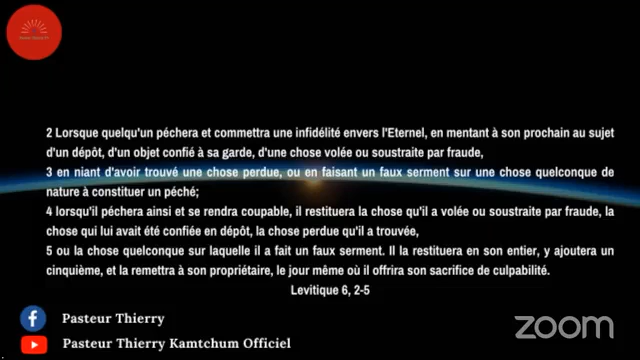 2 Lorsque quelqu'un péchera et commettra une infidélité envers l'Eternel, en mentant à son prochain au sujet
d'un dépôt, d'un objet confié à sa garde, d'une chose volée ou soustraite par fraude,
3 en niant d'avoir trouvé une chose perdue, ou en faisant un faux serment sur une chose quelconque de
nature à constituer un péché;
4 lorsqu'il péchera ainsi et se rendra coupable, il restituera la chose qu'il a volée ou soustraite par fraude, la
chose qui lui avait été confiée en dépôt, la chose perdue qu'il a trouvée,
5 ou la chose quelconque sur laquelle il a fait un faux serment. Il la restituera en son entier, y ajoutera un
cinquième, et la remettra à son propriétaire, le jour même où il offrira son sacrifice de culpabilité.
Levitique 6, 2-5
Pasteur Thierry
Pasteur Thierry Kamtchum Officiel
zoom